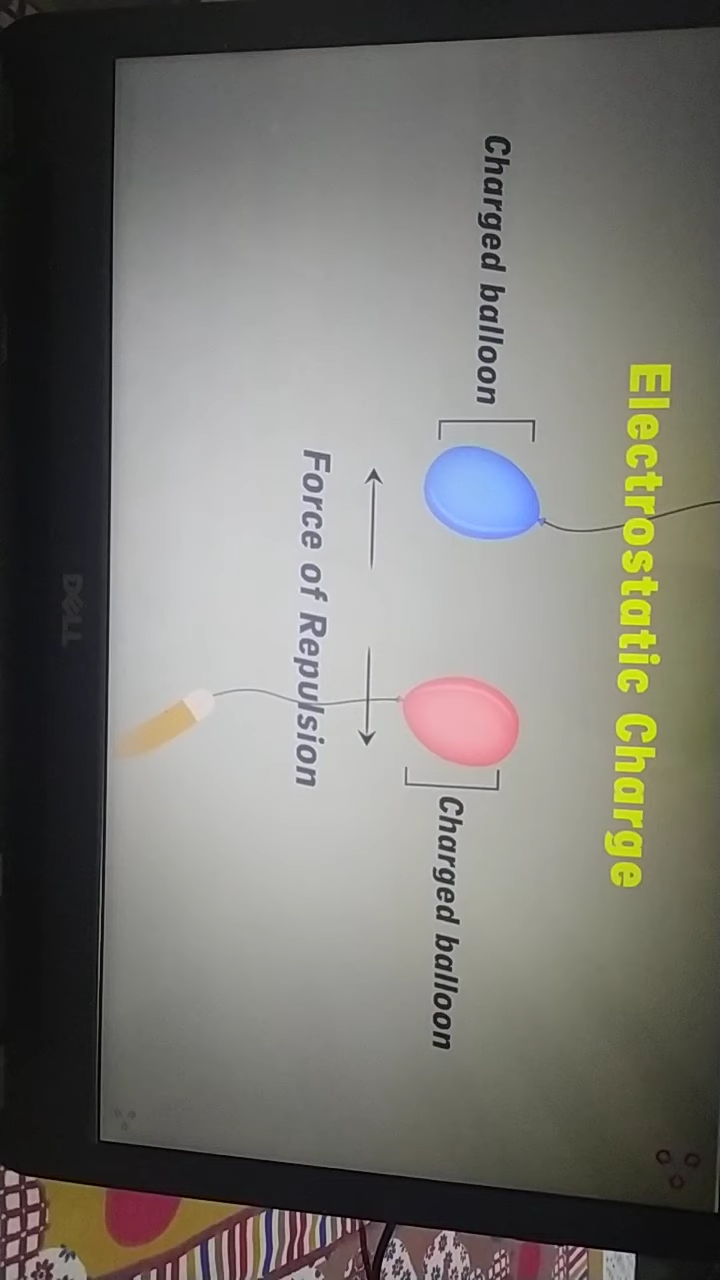 Electrostatic Charge
Charged balloon
Charged balloon
Force of Repulsion
DELL